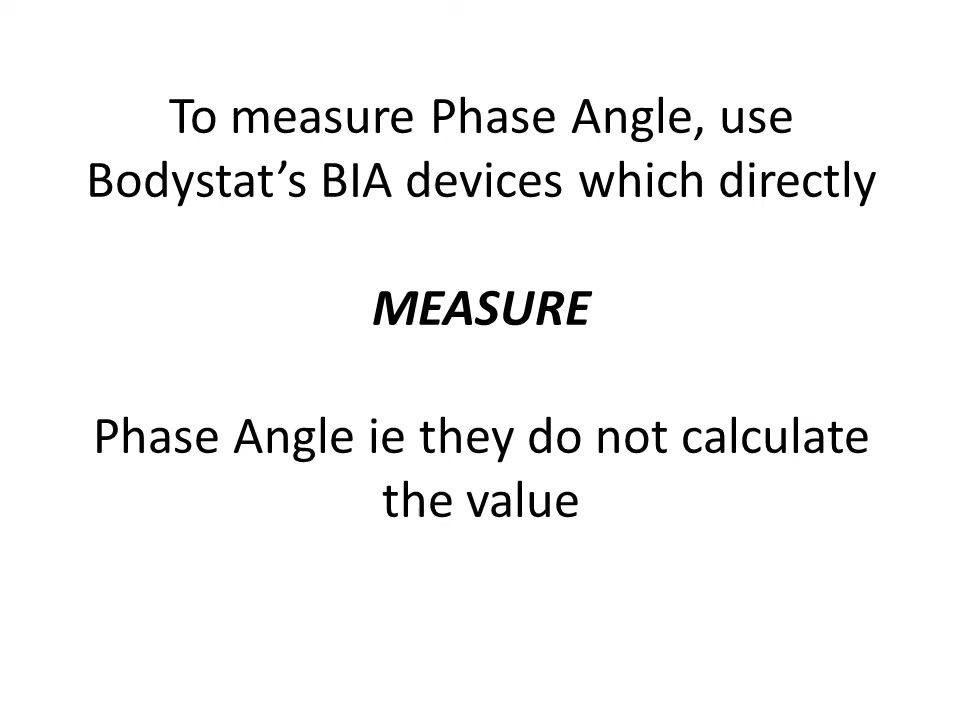 To measure Phase Angle, use
Bodystat’s BIA devices which directly
MEASURE
Phase Angle ie they do not calculate
the value